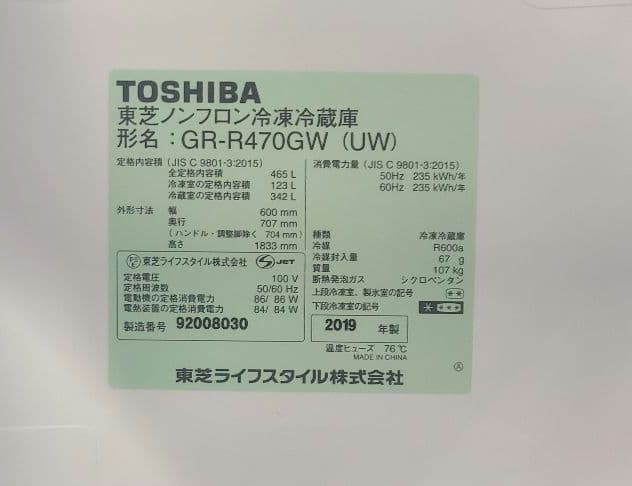 TOSHIBA
東芝ノンフロン冷凍冷蔵庫
形名：GR-R470GW（UW）
定格内容積（JIS C 9801-3:2015）
全定格内容積 465 L
冷凍室の定格内容積 123 L
冷蔵室の定格内容積 342 L
外形寸法 幅 600 mm
奥行 707 mm
（ハンドル・調整脚除く 704 mm）
高さ 1833 mm
消費電力量（JIS C 9801-3:2015）
50Hz 235 kWh/年
60Hz 235 kWh/年
種類 冷凍冷蔵庫
冷媒 R600a
冷媒封入量 67 g
質量 107 kg
断熱発泡ガス シクロペンタン
上段冷凍室、製氷室の記号 **
下段冷凍室の記号 * ***
PSE 東芝ライフスタイル株式会社 JET
定格電圧 100 V
定格周波数 50/60 Hz
電動機の定格消費電力 86/ 86 W
電熱装置の定格消費電力 84/ 84 W
製造番号 92008030
2019 年製
温度ヒューズ 76℃
MADE IN CHINA
東芝ライフスタイル株式会社
Ⓐ